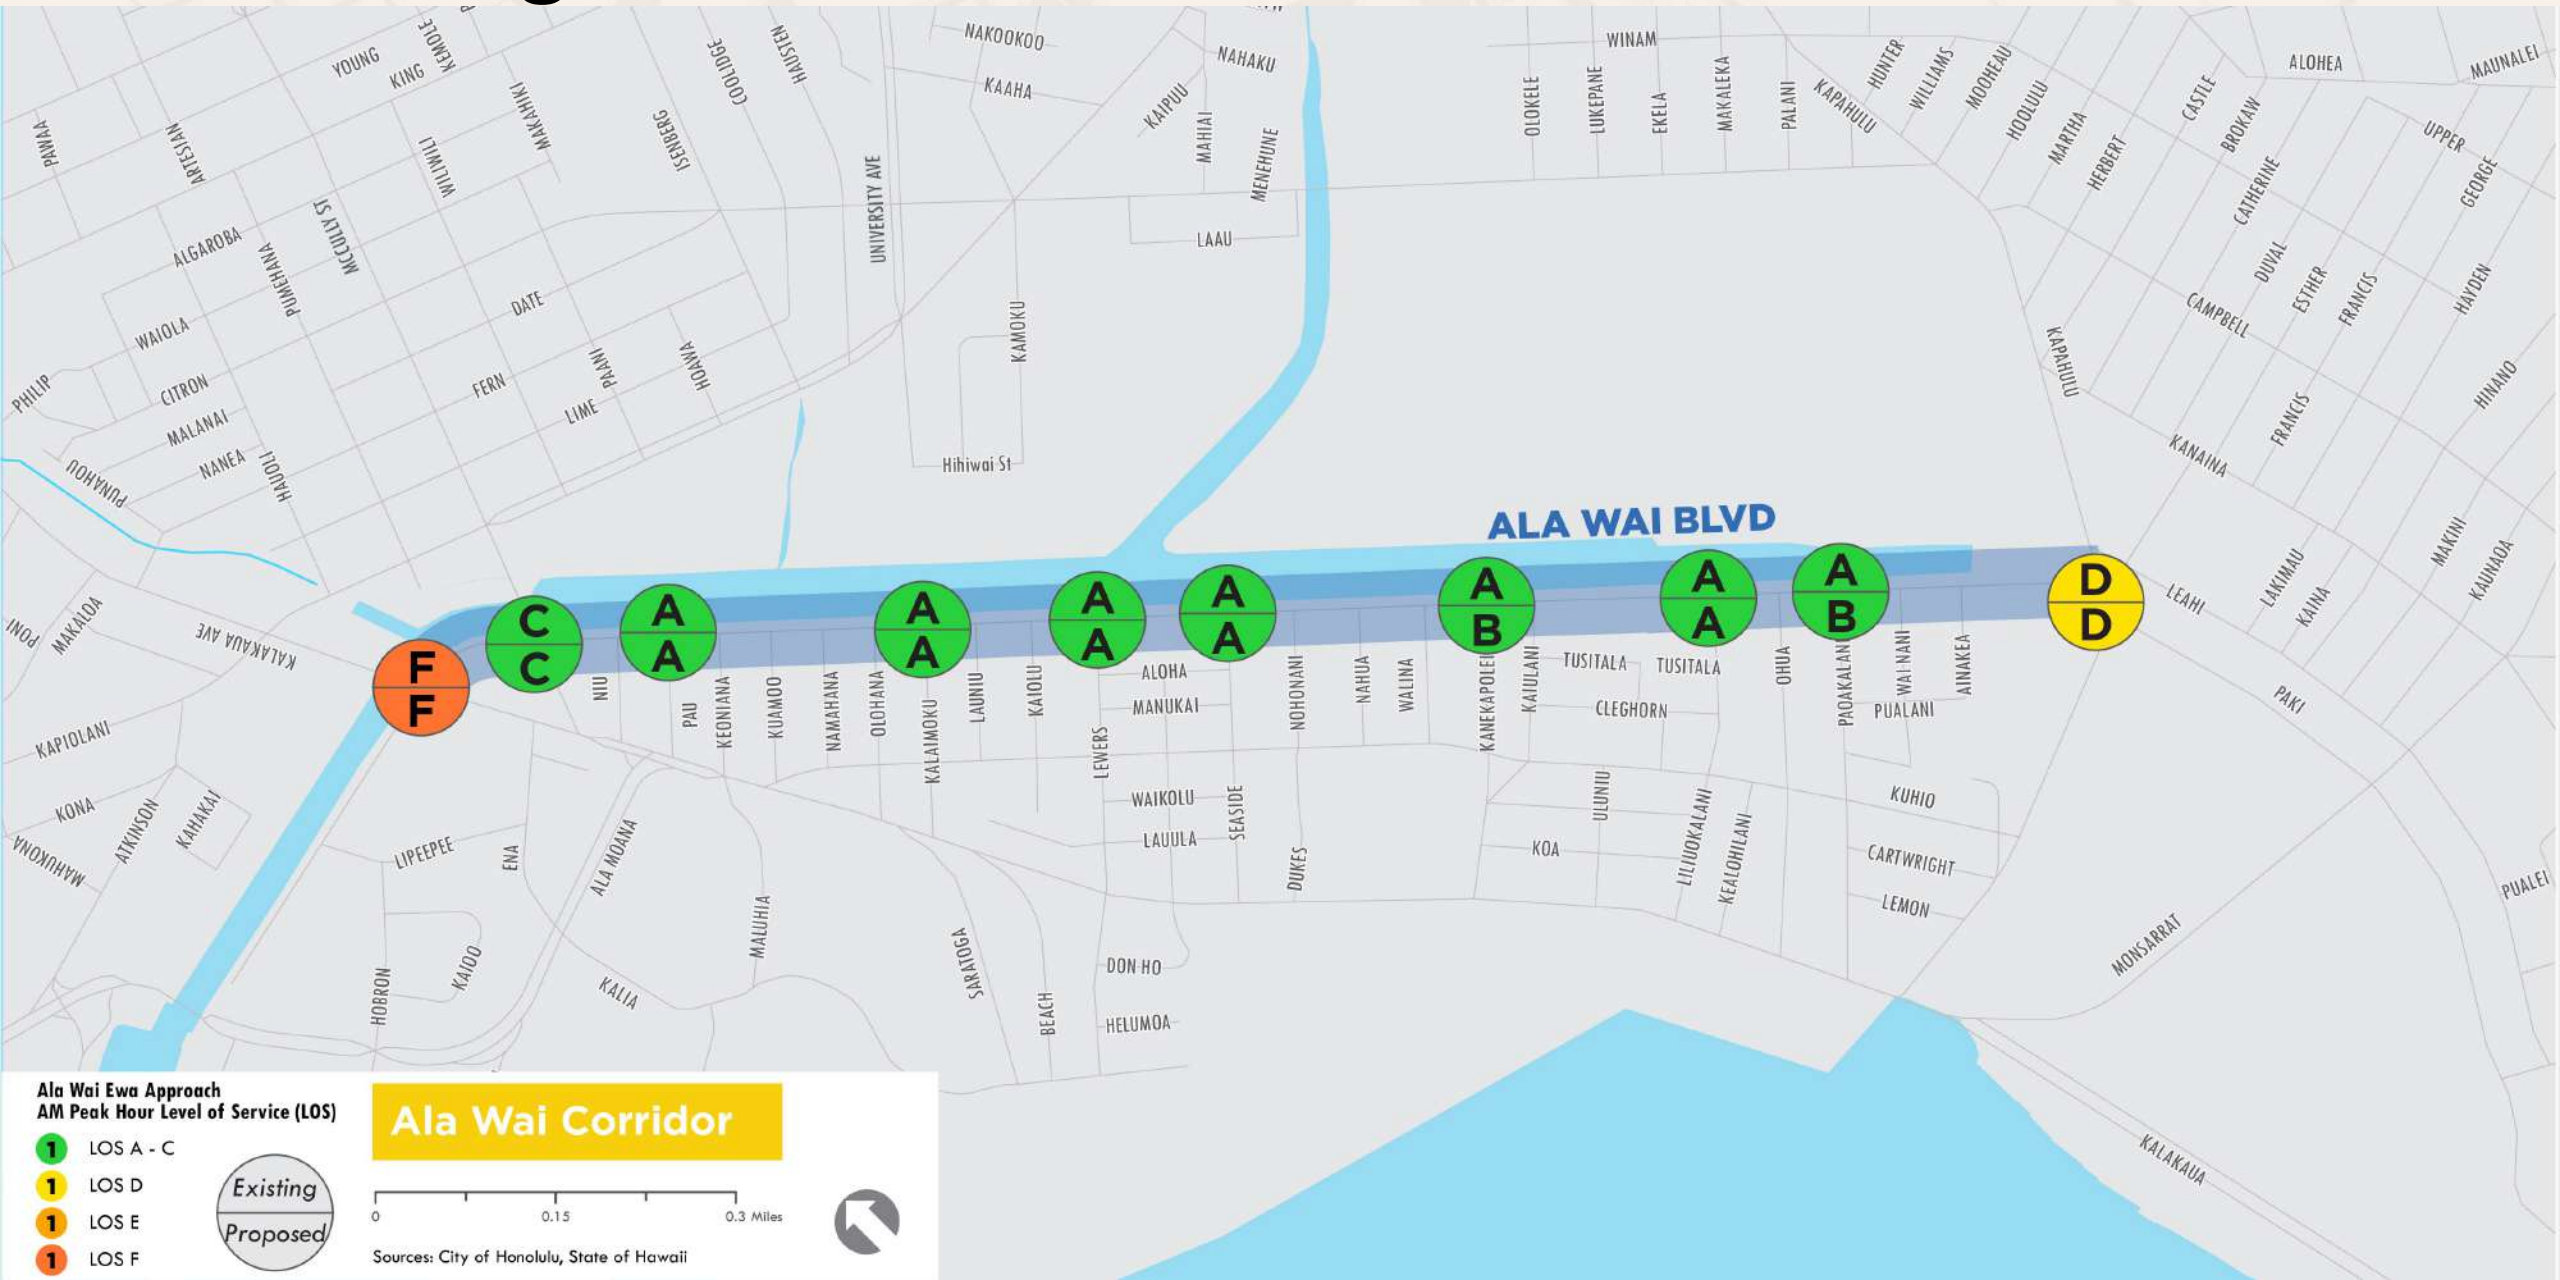 YOUNG
KING
KEMOLE
PAWAA
ARTESIAN
WILIWILI
MAKAHIKI
ISENBERG
COOLIDGE
HAUSTEN
UNIVERSITY AVE
NAKOOKOO
KAAHA
KAIPUU
NAHAKU
MAHIAI
MENEHUNE
LAAU
WINAM
OLOKELE
LUKEPANE
EKELA
MAKALEKA
PALANI
KAPAHULU
HUNTER
WILLIAMS
MOOHEAU
HOOLULU
MARTHA
HERBERT
CASTLE
BROKAW
CATHERINE
ALOHEA
MAUNALEI
UPPER
GEORGE
DUVAL
ESTHER
FRANCIS
HAYDEN
CAMPBELL
KAPAHULU
HINANO
FRANCIS
KANAINA
MAKINI
KAUNAOA
LAKIMAU
KAINA
LEAHI
PAKI
PUALEI
MONSARRAT
KALAKAUA
ALGAROBA
PUMEHANA
MCCULLY ST
WAIOLA
PHILIP
CITRON
MALANAI
NANEA
HAUOLI
PUNAHOU
DATE
FERN
PAANI
LIME
HOAWA
KAMOKU
Hihiwai St
ALA WAI BLVD
F
F
C
C
A
A
A
A
A
A
A
A
A
B
A
A
A
B
D
D
PONI
MAKALOA
KALAKAUA AVE
KAPIOLANI
KONA
ATKINSON
KAHAKAI
MAHUKONA
NIU
PAU
KEONIANA
KUAMOO
NAMAHANA
OLOHANA
KALAIMOKU
LAUNIU
KAIOLU
LEWERS
ALOHA
MANUKAI
WAIKOLU
LAUULA
SEASIDE
NOHONANI
DUKES
NAHUA
WALINA
KANEKAPOLEI
KAIULANI
TUSITALA
TUSITALA
CLEGHORN
KOA
ULUNIU
LILIUOKALANI
KEALOHILANI
OHUA
PAOAKALANI
WAI NANI
AINAKEA
PUALANI
KUHIO
CARTWRIGHT
LEMON
LIPEEPEE
ENA
ALA MOANA
HOBRON
KAIOO
KALIA
MALUHIA
SARATOGA
BEACH
DON HO
HELUMOA
Ala Wai Ewa Approach
AM Peak Hour Level of Service (LOS)
1 LOS A - C
1 LOS D
1 LOS E
1 LOS F
Existing
Proposed
Ala Wai Corridor
0 0.15 0.3 Miles
Sources: City of Honolulu, State of Hawaii